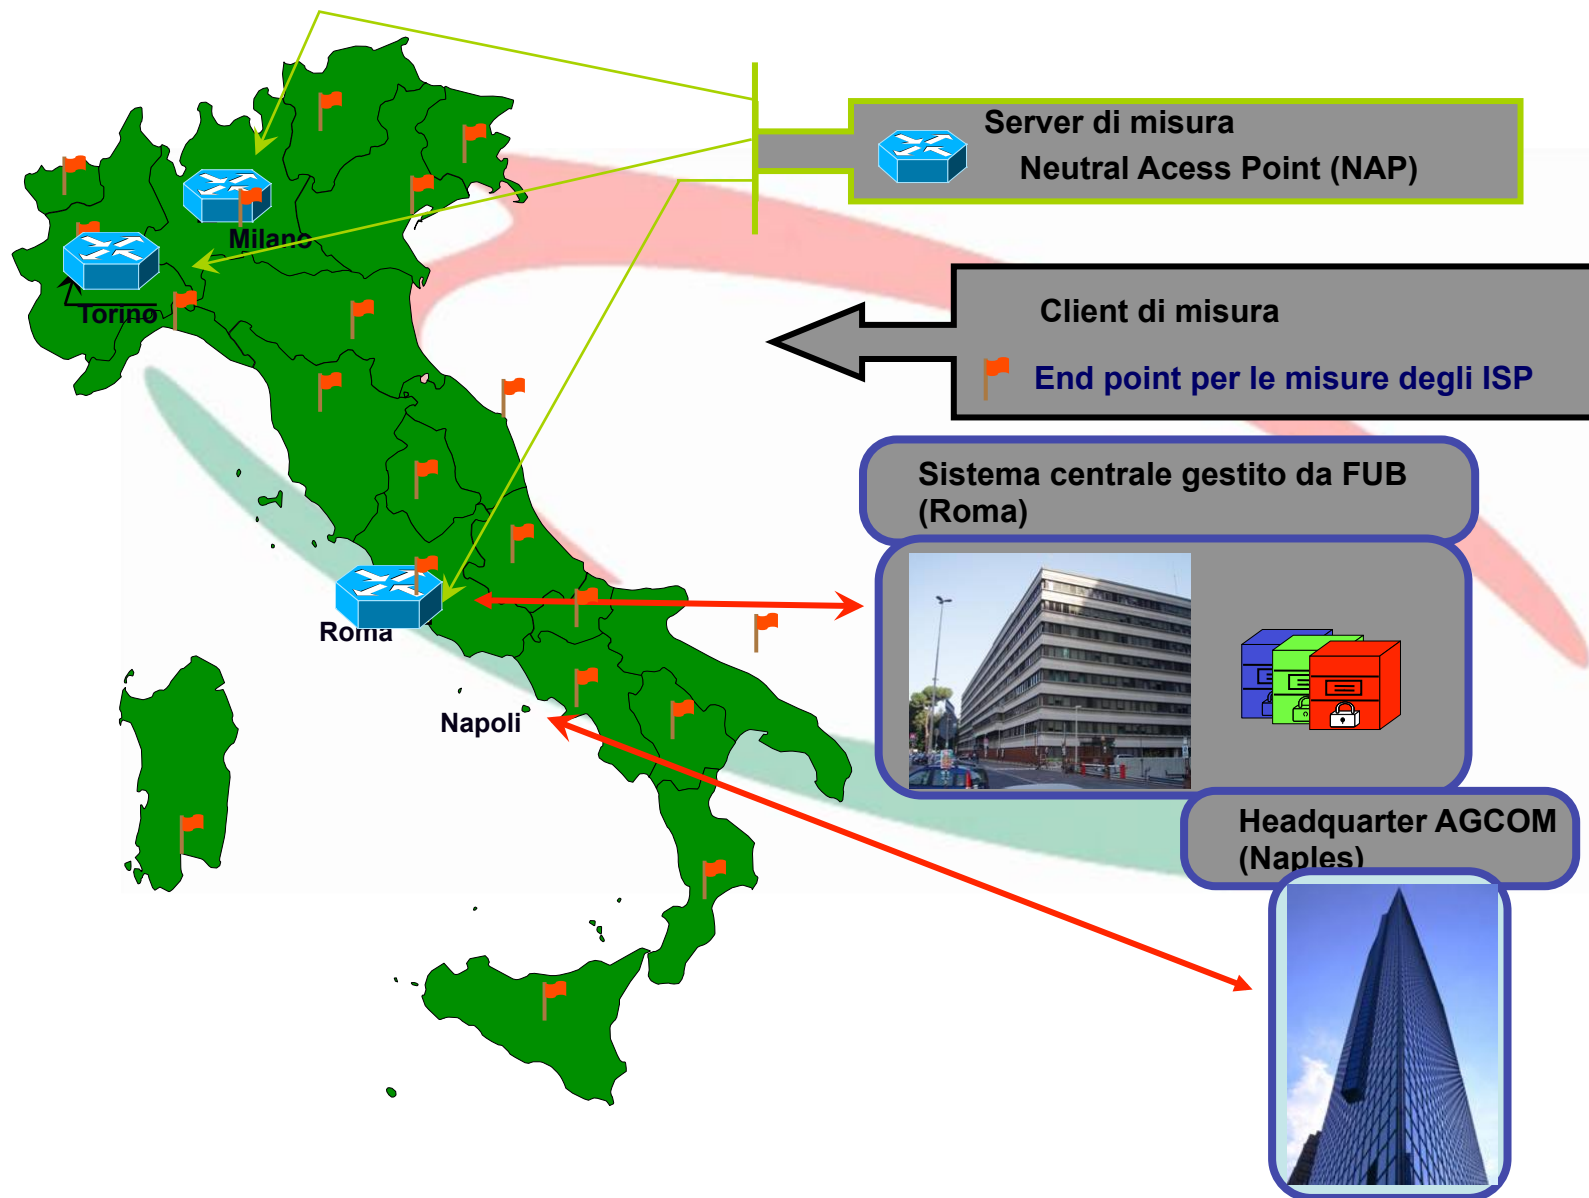 Server di misura
Neutral Acess Point (NAP)
Milano
Torino
Client di misura
End point per le misure degli ISP
Sistema centrale gestito da FUB
(Roma)
Roma
Napoli
Headquarter AGCOM
(Naples)